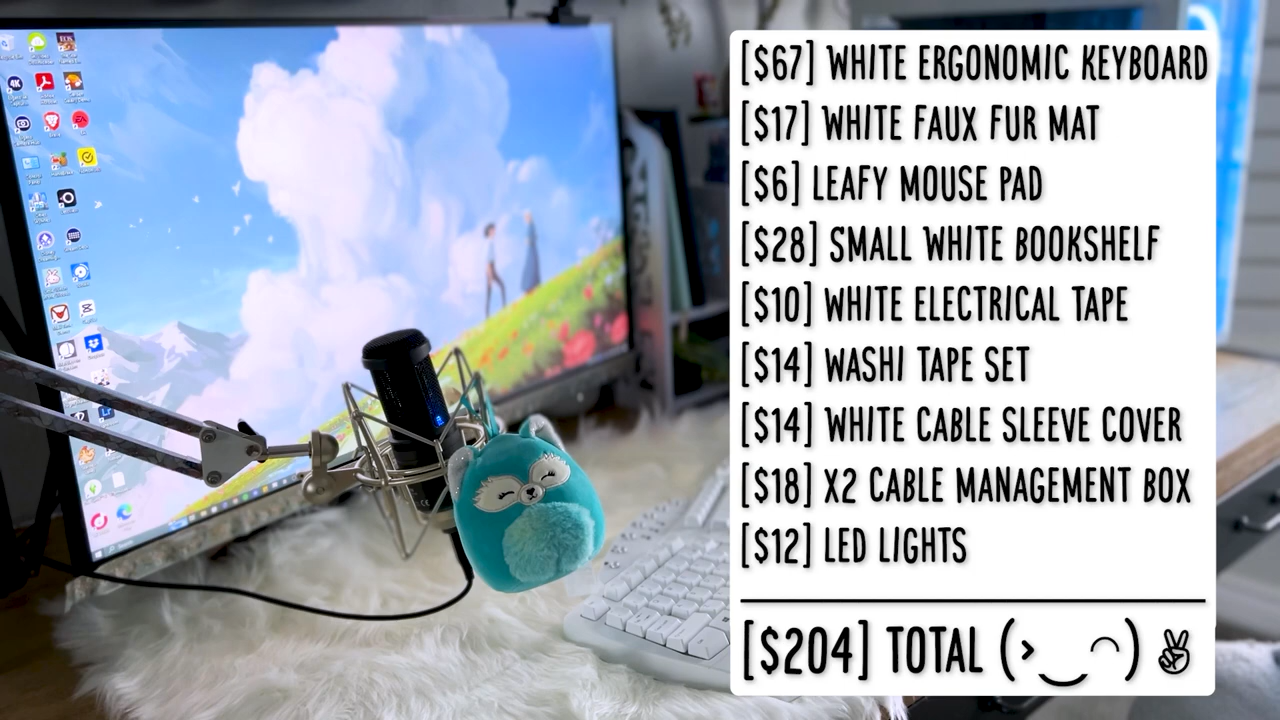 [$67] WHITE ERGONOMIC KEYBOARD
[$17] WHITE FAUX FUR MAT
[$6] LEAFY MOUSE PAD
[$28] SMALL WHITE BOOKSHELF
[$10] WHITE ELECTRICAL TAPE
[$14] WASHI TAPE SET
[$14] WHITE CABLE SLEEVE COVER
[$18] X2 CABLE MANAGEMENT BOX
[$12] LED LIGHTS
[$204] TOTAL (>‿◠)✌